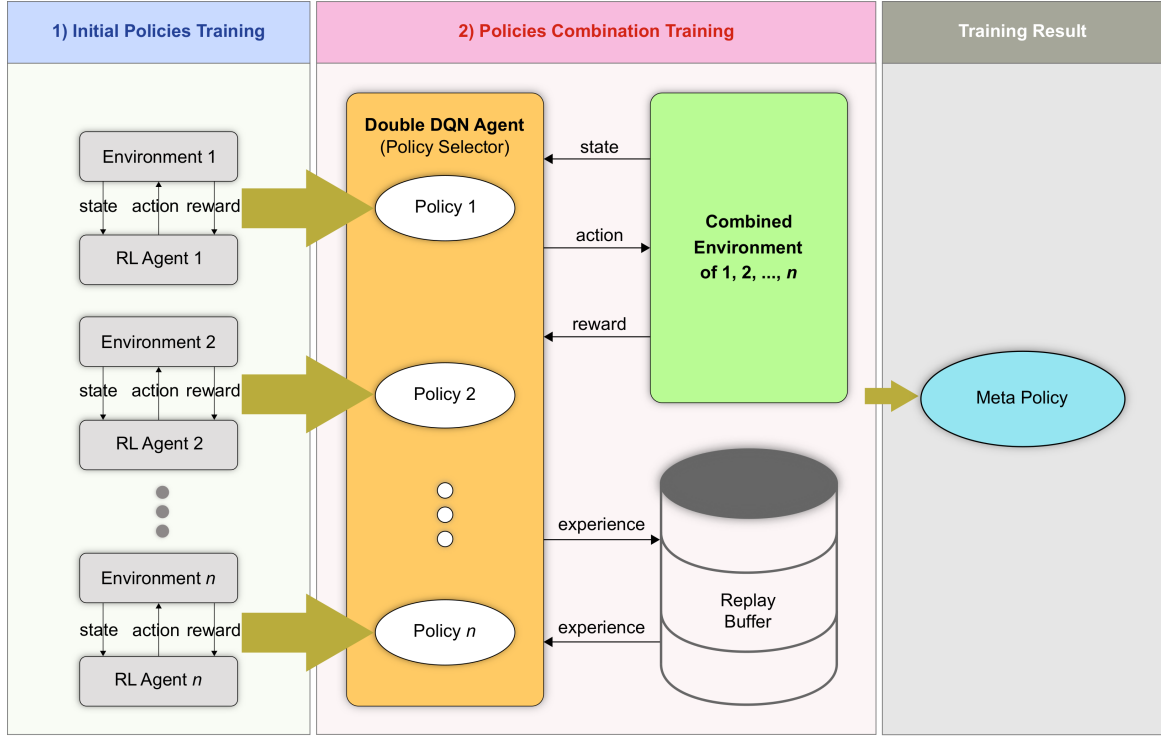 1) Initial Policies Training
2) Policies Combination Training
Training Result
Environment 1
state action reward
RL Agent 1
Environment 2
state action reward
RL Agent 2
Environment n
state action reward
RL Agent n
Double DQN Agent
(Policy Selector)
Policy 1
Policy 2
Policy n
state
action
reward
experience
experience
Combined
Environment
of 1, 2, ..., n
Replay
Buffer
Meta Policy